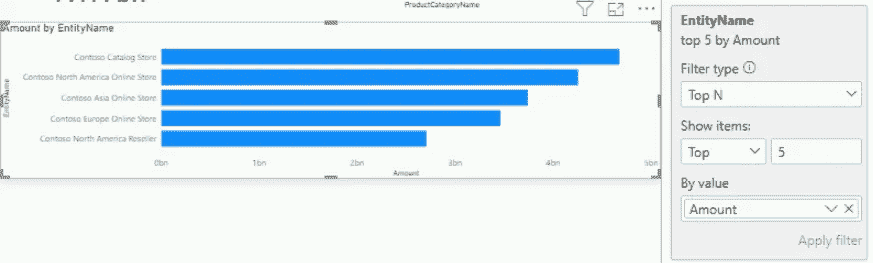 ProductCategoryName
Amount by EntityName
EntityName
Contoso Catalog Store
Contoso North America Online Store
Contoso Asia Online Store
Contoso Europe Online Store
Contoso North America Reseller
0bn 1bn 2bn 3bn 4bn 5bn
Amount
EntityName
top 5 by Amount
Filter type
Top N
Show items:
Top 5
By value
Amount
Apply filter